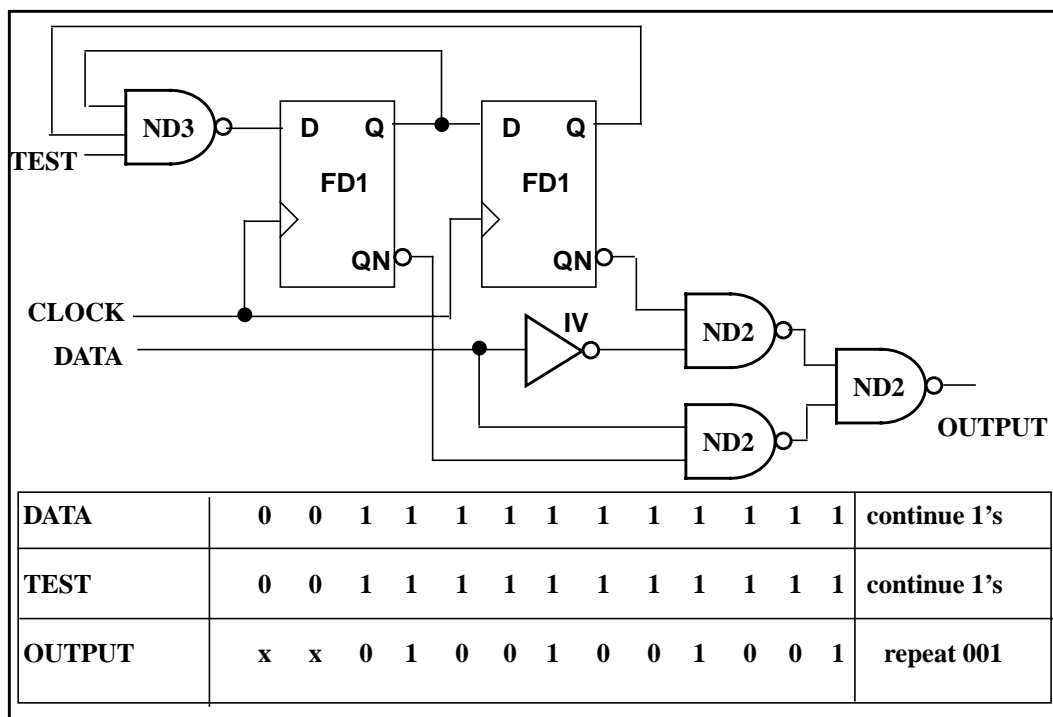 ND3
D Q
D Q
TEST
FD1
FD1
QN
QN
CLOCK
IV
DATA
ND2
ND2
ND2
OUTPUT
DATA 0 0 1 1 1 1 1 1 1 1 1 1 1 continue 1's
TEST 0 0 1 1 1 1 1 1 1 1 1 1 1 continue 1's
OUTPUT x x 0 1 0 0 1 0 0 1 0 0 1 repeat 001